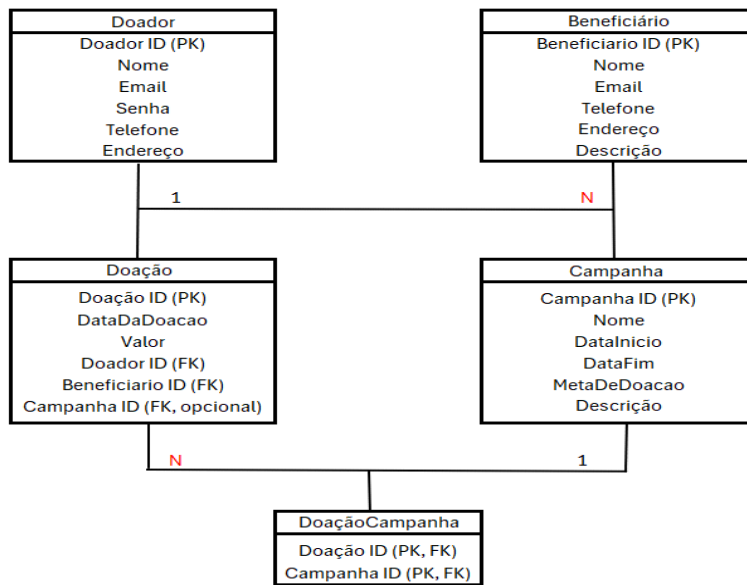 Doador
Doador ID (PK)
Nome
Email
Senha
Telefone
Endereço
Beneficiário
Beneficiario ID (PK)
Nome
Email
Telefone
Endereço
Descrição
1
N
Doação
Doação ID (PK)
DataDaDoacao
Valor
Doador ID (FK)
Beneficiario ID (FK)
Campanha ID (FK, opcional)
Campanha
Campanha ID (PK)
Nome
DataInicio
DataFim
MetaDeDoacao
Descrição
N
1
DoaçãoCampanha
Doação ID (PK, FK)
Campanha ID (PK, FK)